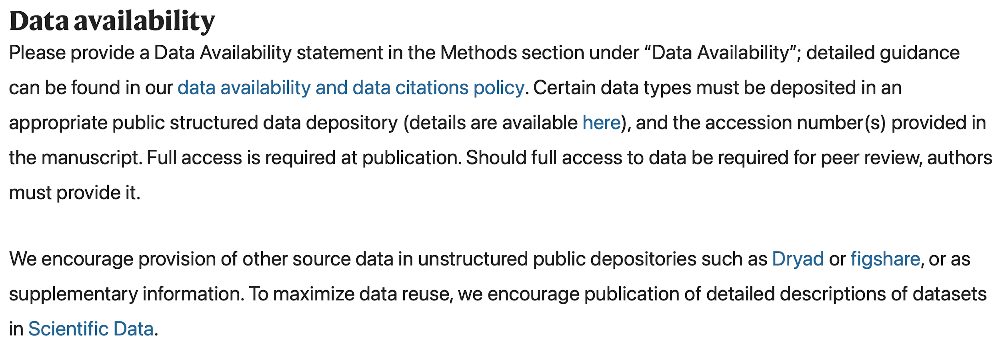 Data availability
Please provide a Data Availability statement in the Methods section under “Data Availability”; detailed guidance
can be found in our data availability and data citations policy. Certain data types must be deposited in an
appropriate public structured data depository (details are available here), and the accession number(s) provided in
the manuscript. Full access is required at publication. Should full access to data be required for peer review, authors
must provide it.
We encourage provision of other source data in unstructured public depositories such as Dryad or figshare, or as
supplementary information. To maximize data reuse, we encourage publication of detailed descriptions of datasets
in Scientific Data.